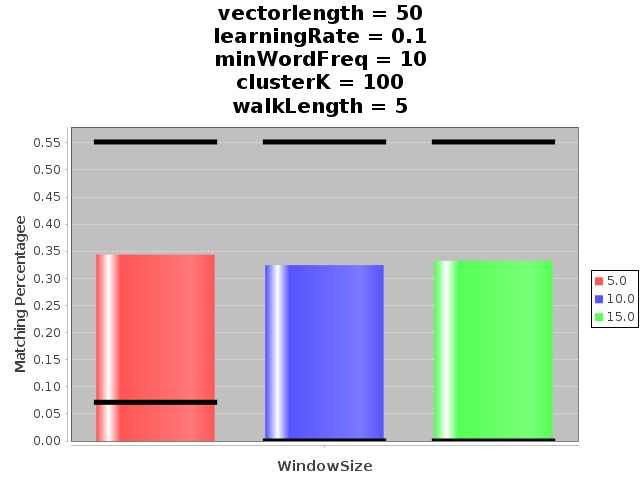 vectorlength = 50
learningRate = 0.1
minWordFreq = 10
clusterK = 100
walkLength = 5
0.55
0.50
0.45
0.40
0.35
0.30
0.25
0.20
0.15
0.10
0.05
0.00
Matching Percentagee
WindowSize
5.0
10.0
15.0